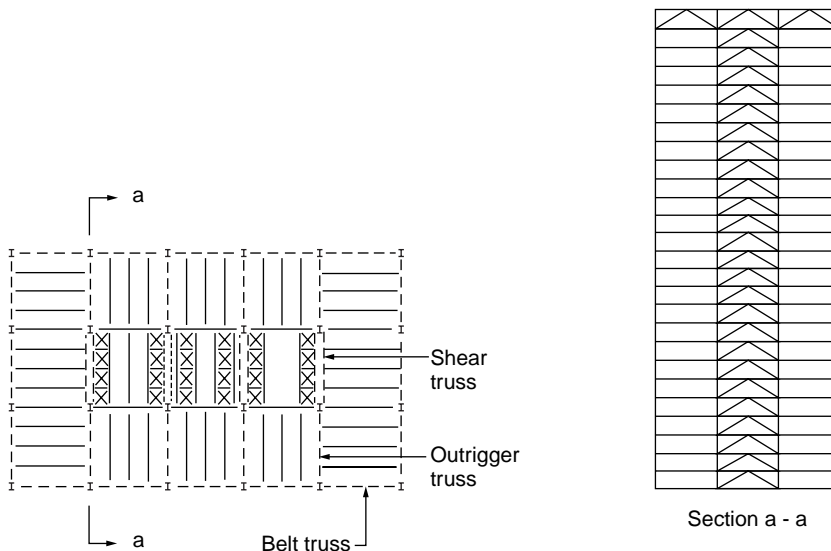 a
Shear
truss
Outrigger
truss
a
Belt truss
Section a - a